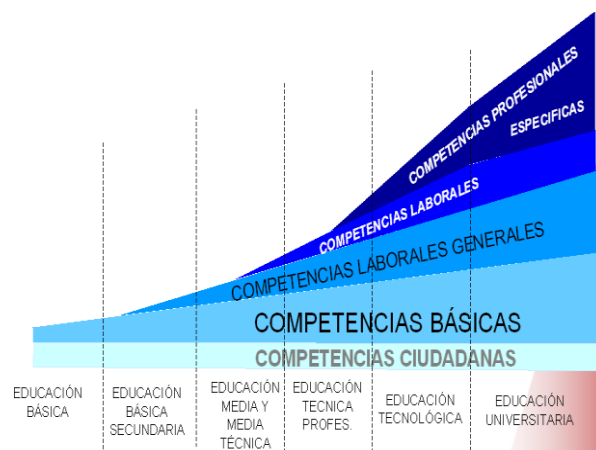 COMPETENCIAS PROFESIONALES
ESPECIFICAS
COMPETENCIAS LABORALES
COMPETENCIAS LABORALES GENERALES
COMPETENCIAS BÁSICAS
COMPETENCIAS CIUDADANAS
EDUCACIÓN
BÁSICA
EDUCACIÓN
BÁSICA
SECUNDARIA
EDUCACIÓN
MEDIA Y
MEDIA
TÉCNICA
EDUCACIÓN
TECNICA
PROFES.
EDUCACIÓN
TECNOLÓGICA
EDUCACIÓN
UNIVERSITARIA